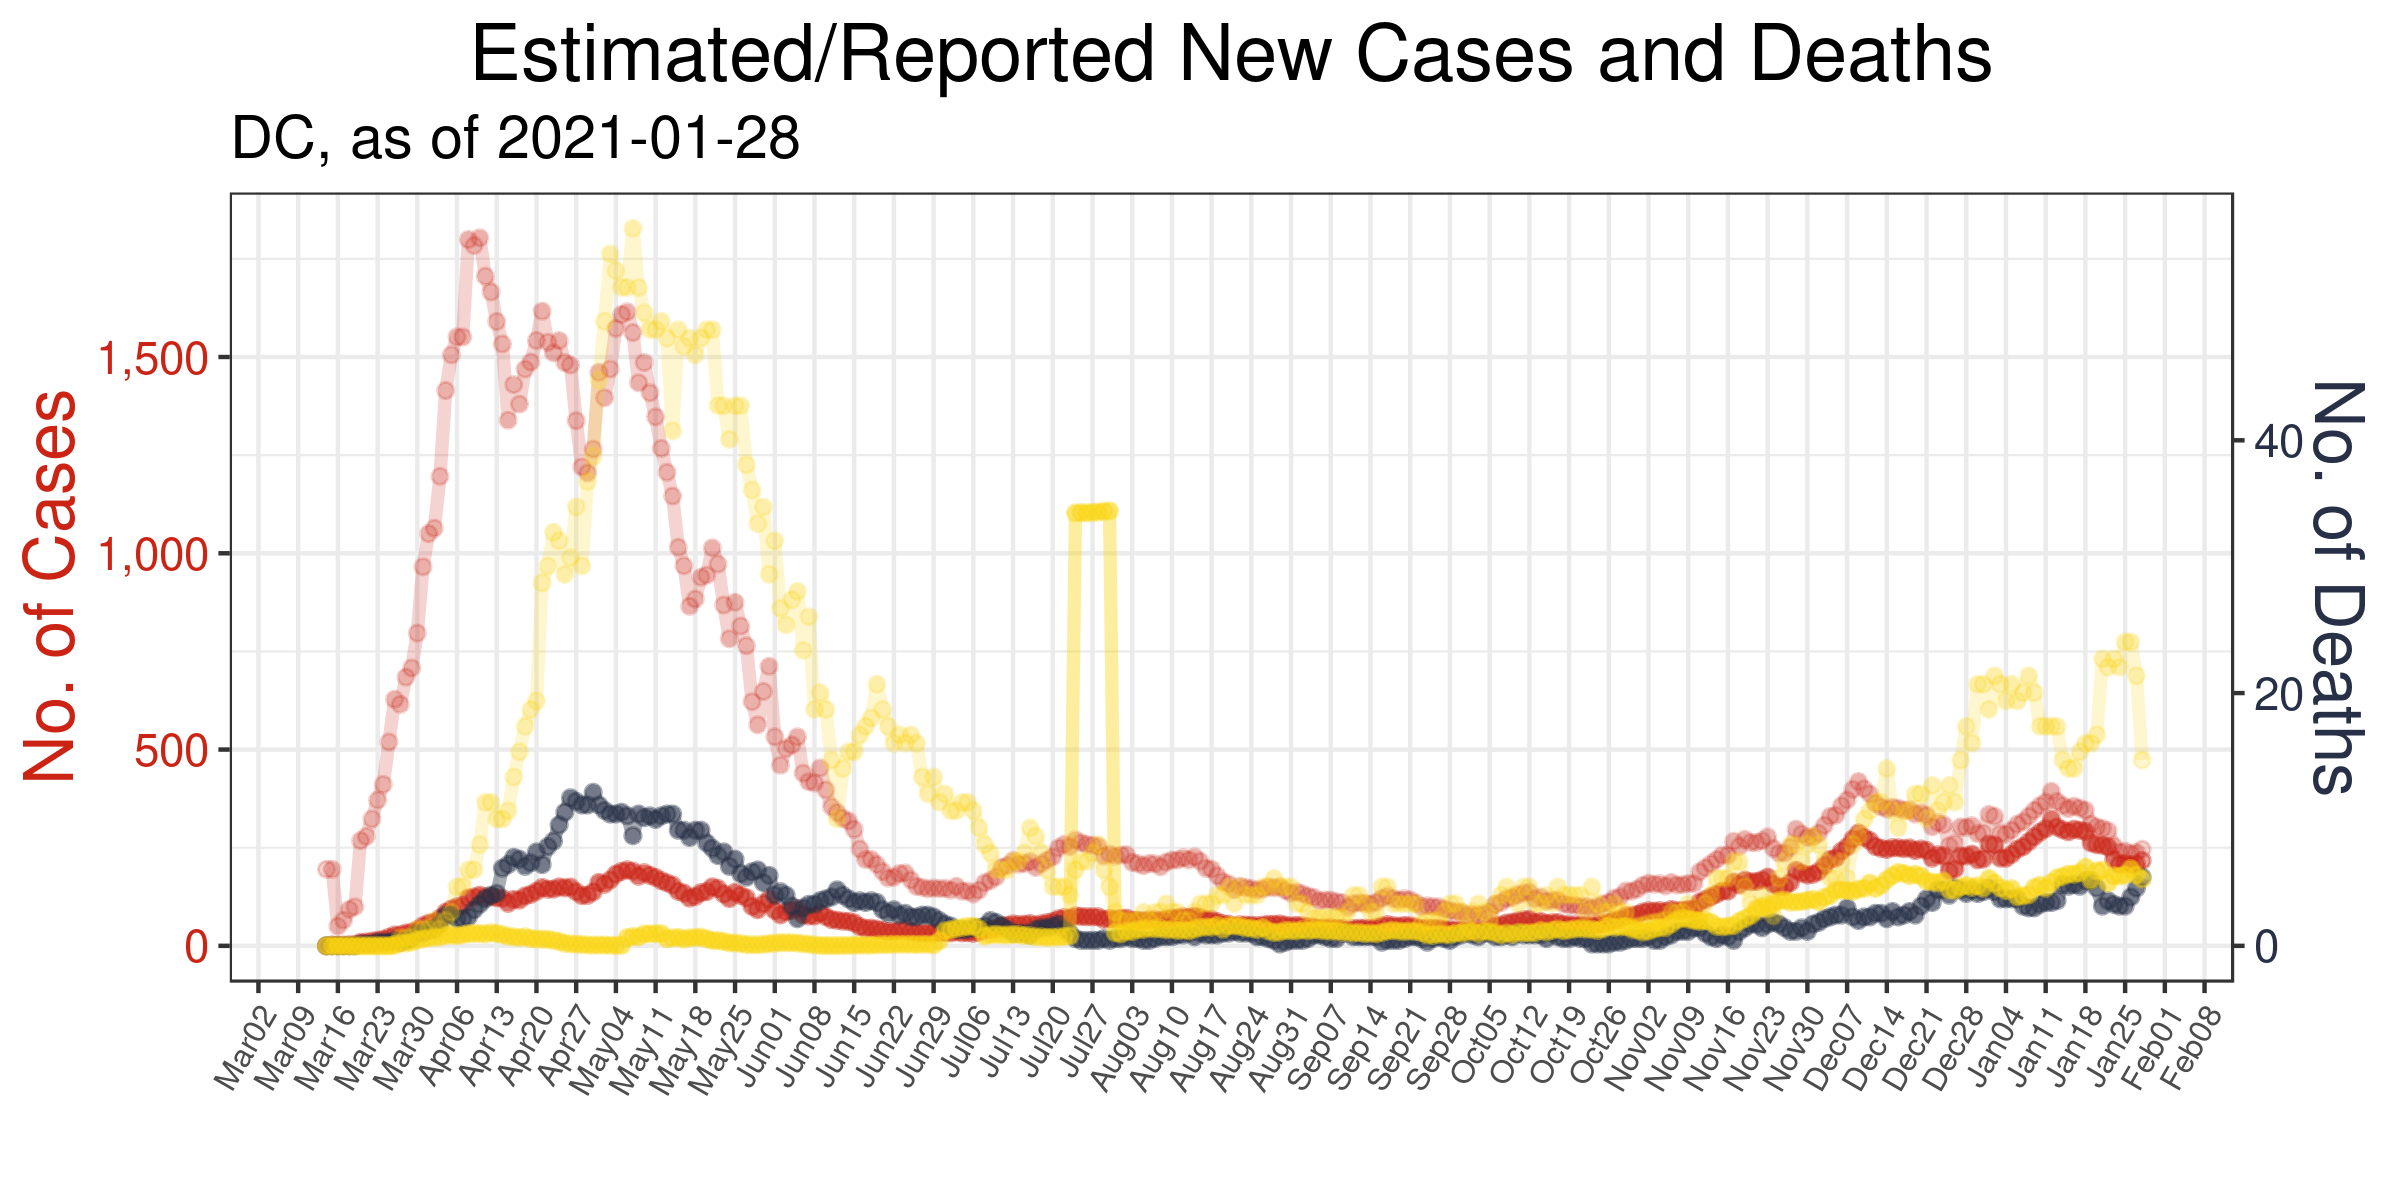 Estimated/Reported New Cases and Deaths
DC, as of 2021-01-28
No. of Cases
1,500
1,000
500
0
40
20
0
No. of Deaths
Mar02 Mar09 Mar16 Mar23 Mar30 Apr06 Apr13 Apr20 Apr27 May04 May11 May18 May25 Jun01 Jun08 Jun15 Jun22 Jun29 Jul06 Jul13 Jul20 Jul27 Aug03 Aug10 Aug17 Aug24 Aug31 Sep07 Sep14 Sep21 Sep28 Oct05 Oct12 Oct19 Oct26 Nov02 Nov09 Nov16 Nov23 Nov30 Dec07 Dec14 Dec21 Dec28 Jan04 Jan11 Jan18 Jan25 Feb01 Feb08